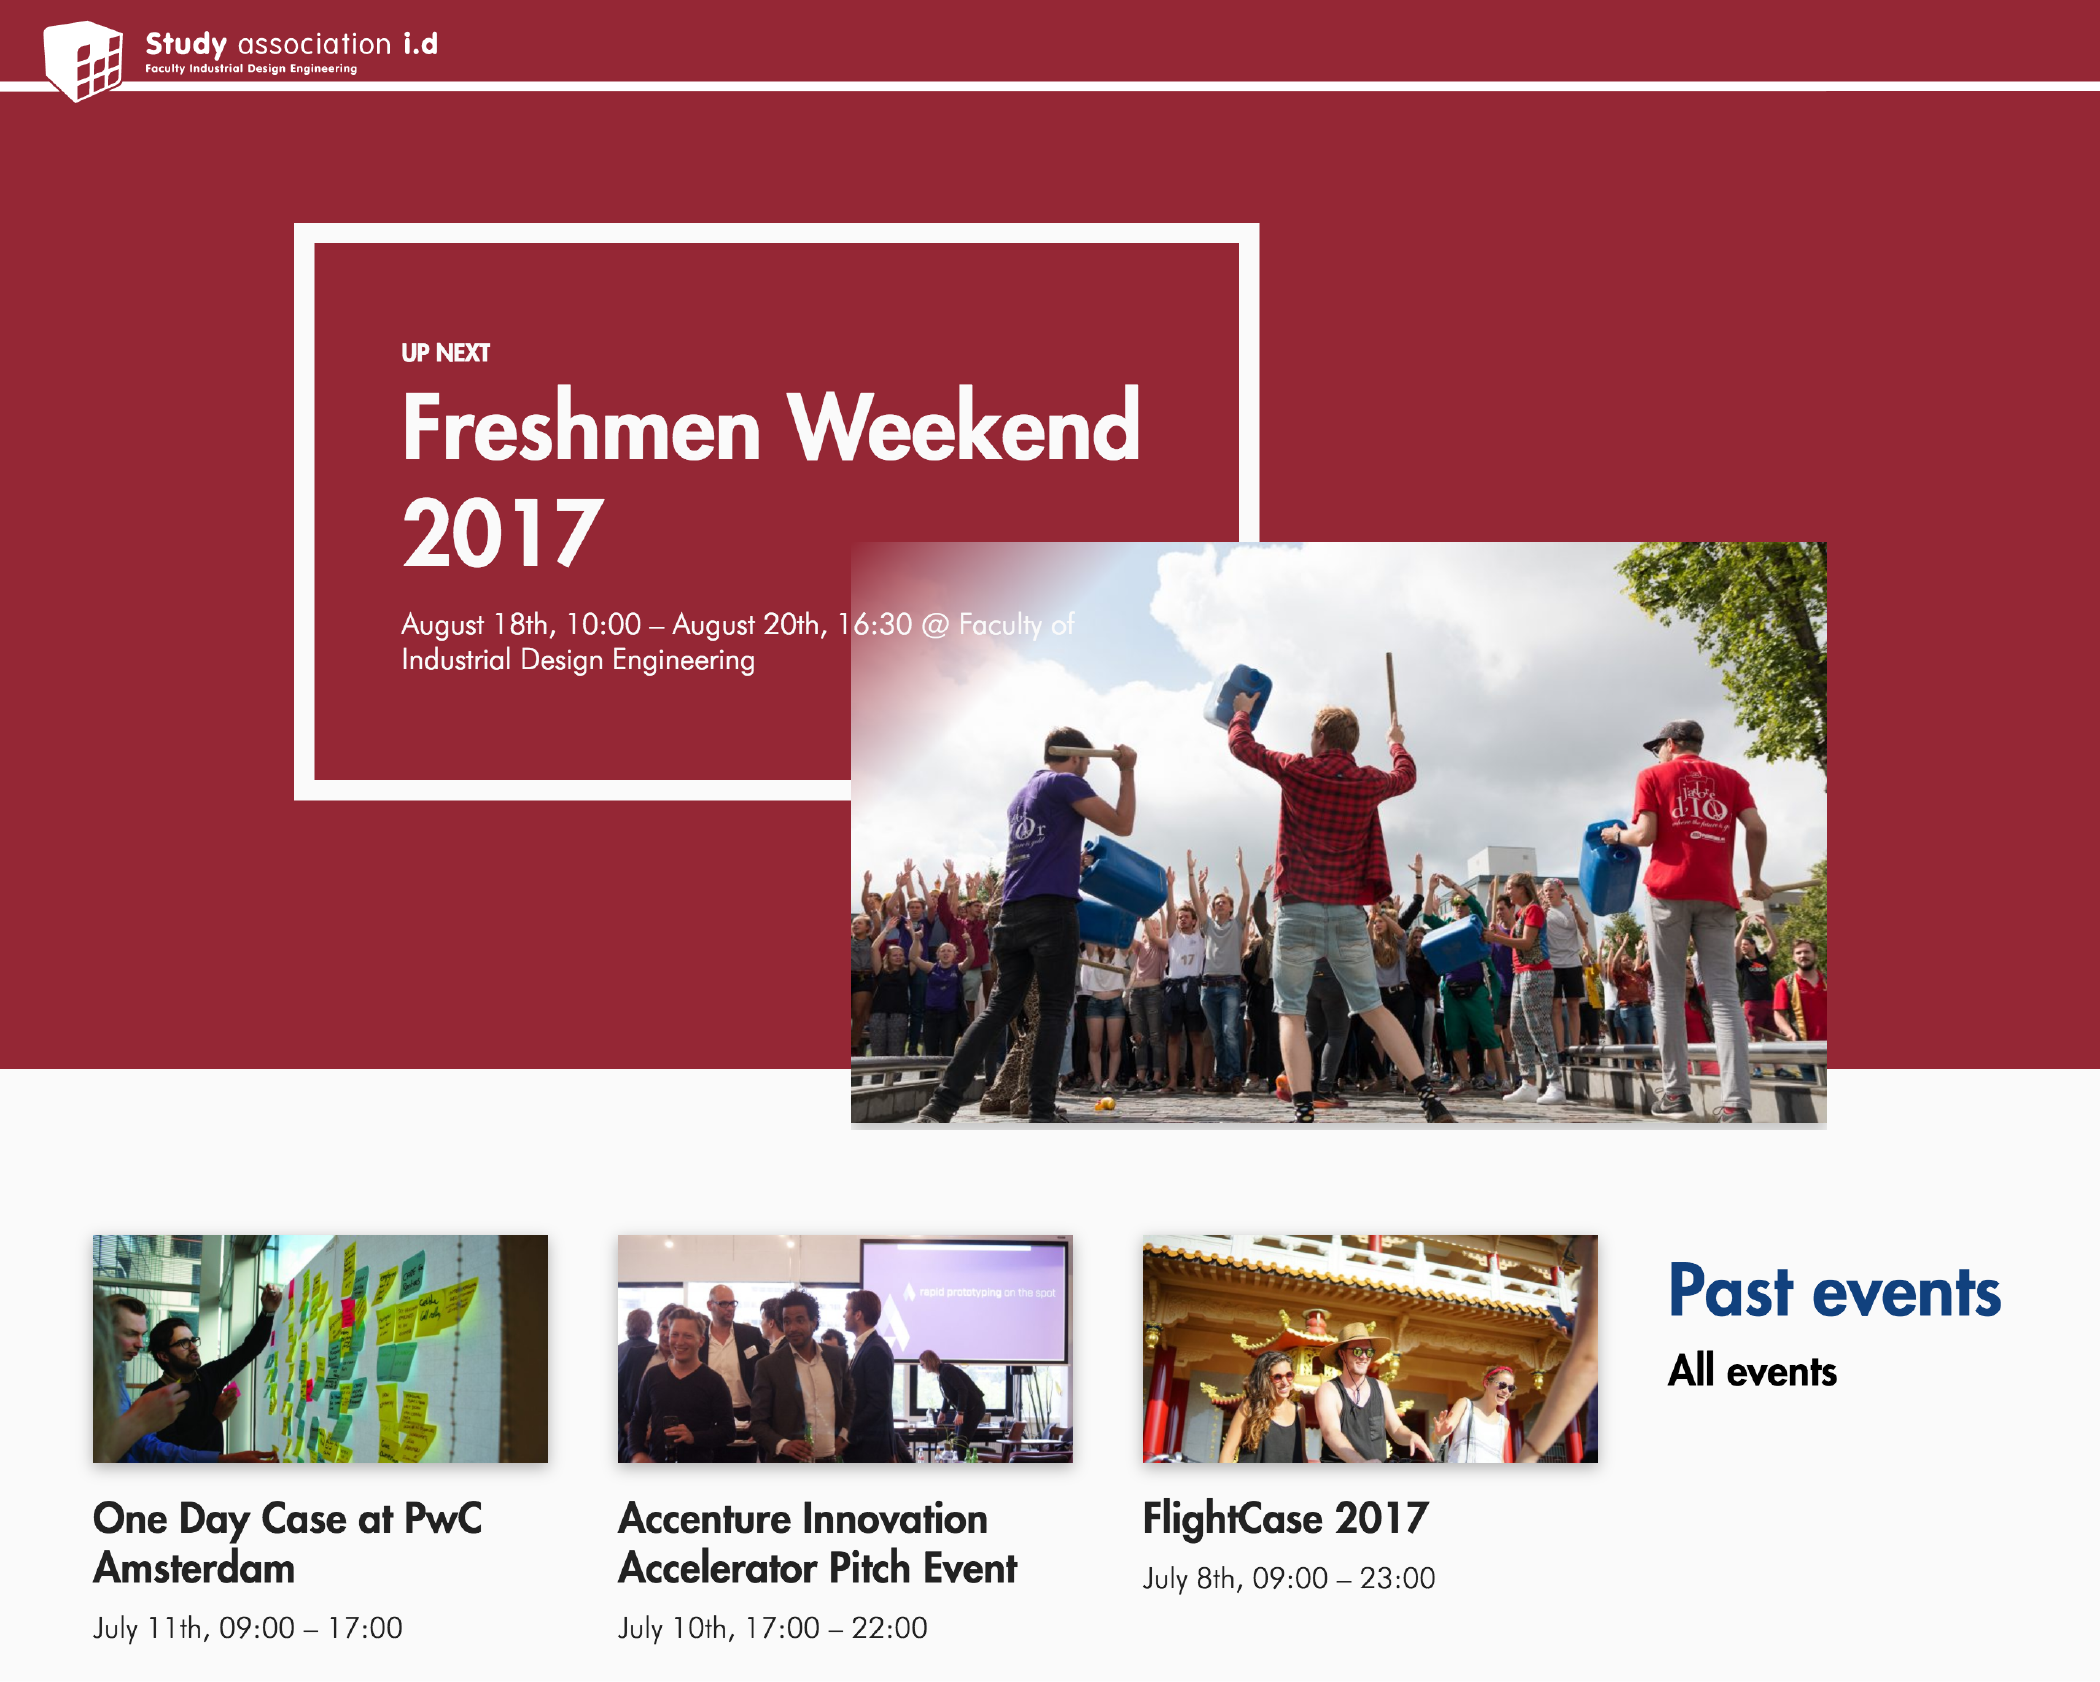 Study association i.d
Faculty Industrial Design Engineering
UP NEXT
Freshmen Weekend
2017
August 18th, 10:00 – August 20th, 16:30 @ Faculty of
Industrial Design Engineering
jadore
d'IO
17
rapid prototyping on the spot
Past events
All events
One Day Case at PwC
Amsterdam
July 11th, 09:00 – 17:00
Accenture Innovation
Accelerator Pitch Event
July 10th, 17:00 – 22:00
FlightCase 2017
July 8th, 09:00 – 23:00